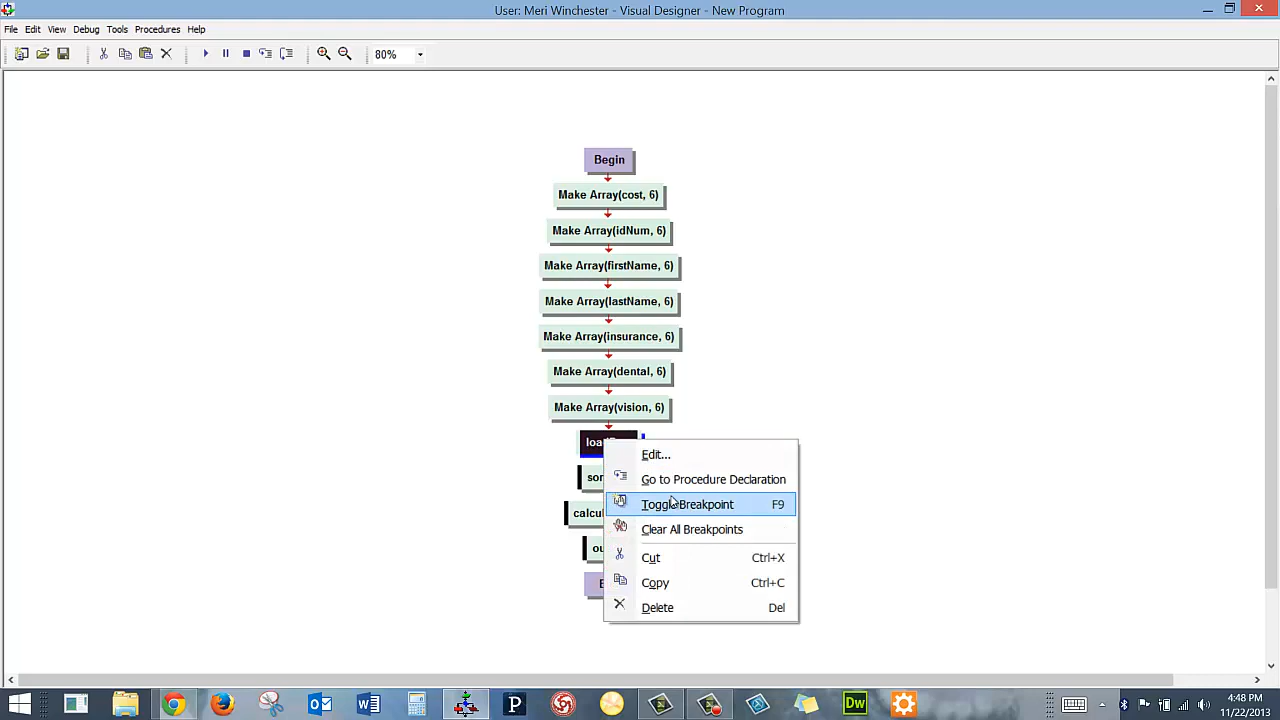 User: Meri Winchester - Visual Designer - New Program
File Edit View Debug Tools Procedures Help
80%
Begin
Make Array(cost, 6)
Make Array(idNum, 6)
Make Array(firstName, 6)
Make Array(lastName, 6)
Make Array(insurance, 6)
Make Array(dental, 6)
Make Array(vision, 6)
Edit...
Go to Procedure Declaration
Toggle Breakpoint F9
Clear All Breakpoints
Cut Ctrl+X
Copy Ctrl+C
Delete Del
Dw
4:48 PM
11/22/2013